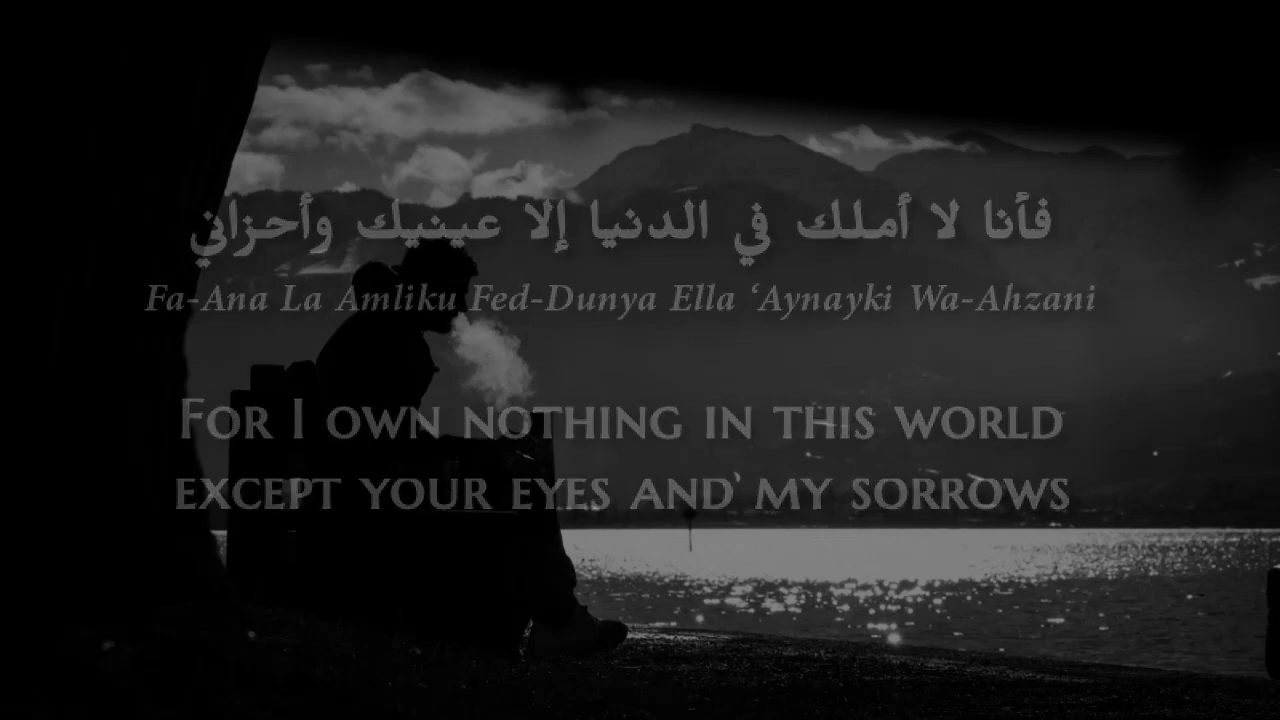 فأنا لا أملك في الدنيا إلا عينيك وأحزاني
Fa-Ana La Amliku Fed-Dunya Ella ‘Aynayki Wa-Ahzani
For I own nothing in this world
except your eyes and my sorrows